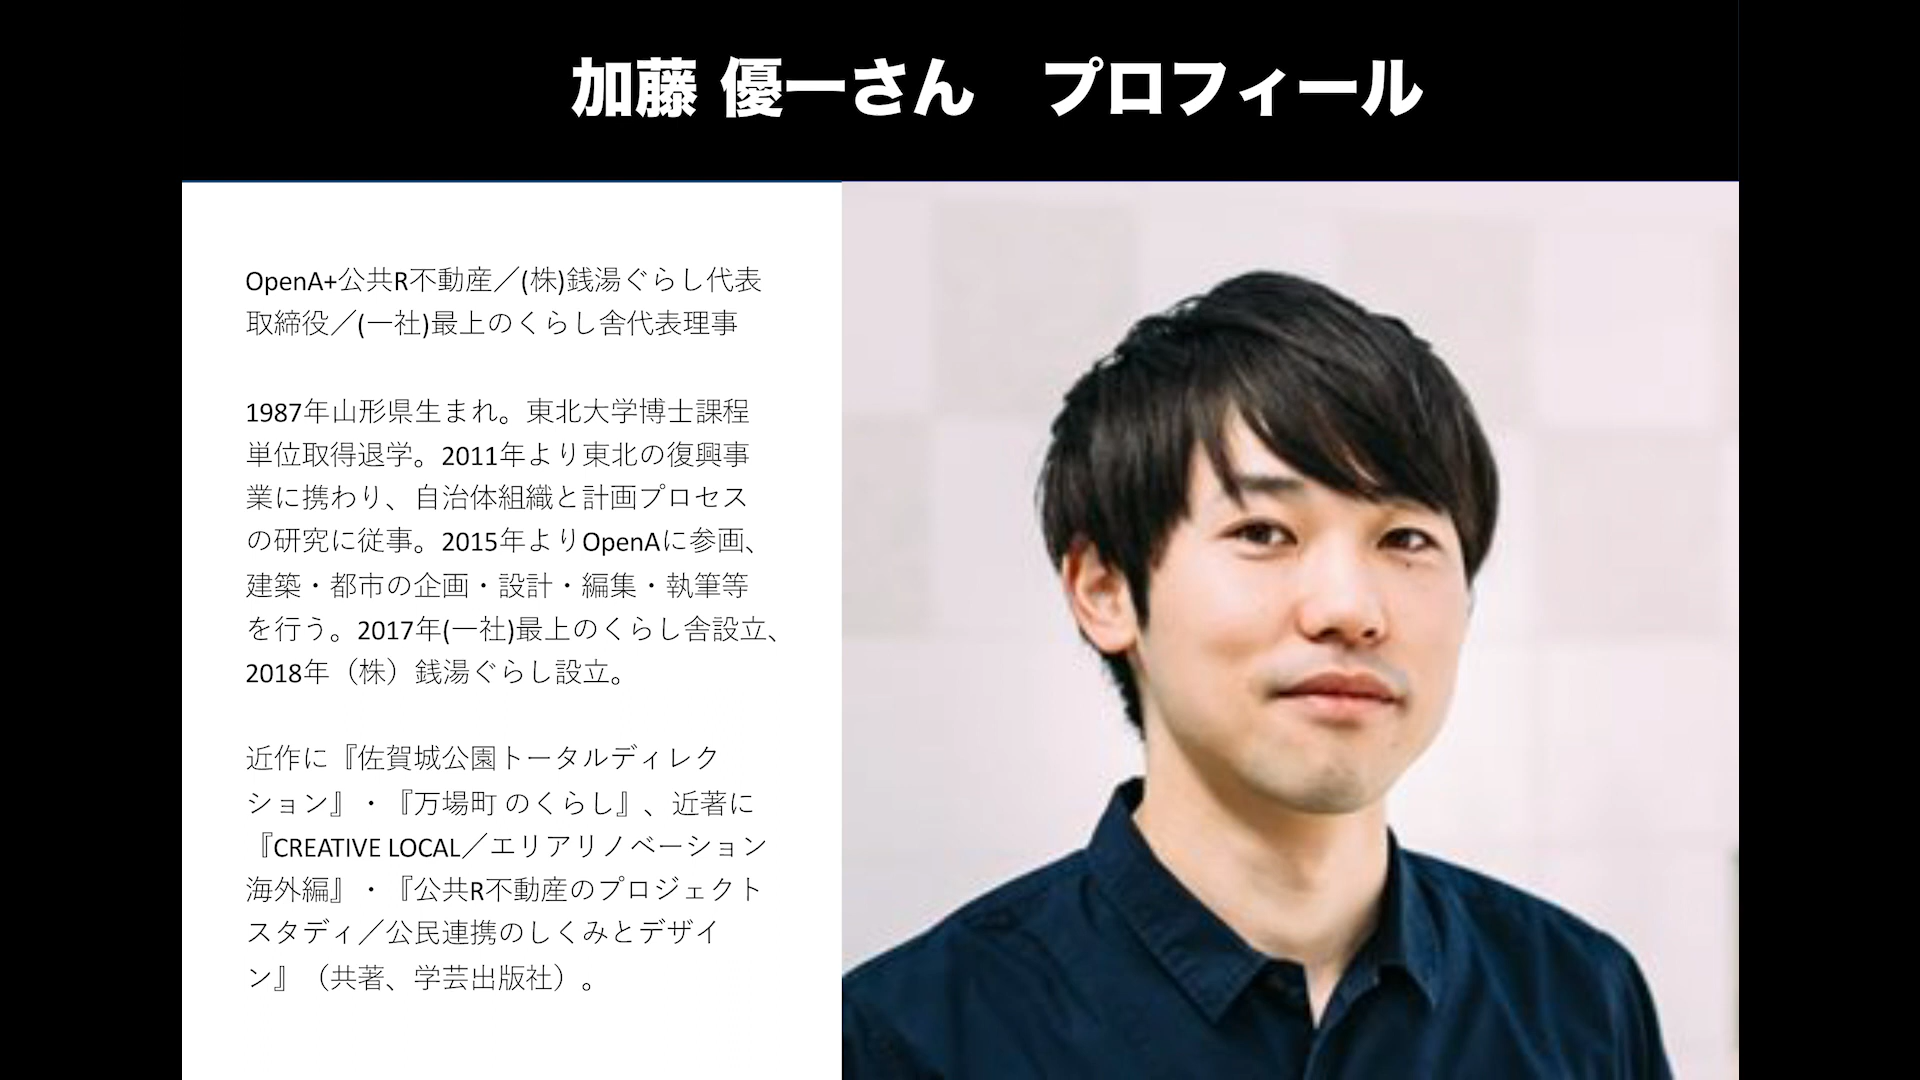 加藤 優一さん　プロフィール
OpenA+公共R不動産／(株)銭湯ぐらし代表
取締役／(一社)最上のくらし舎代表理事
1987年山形県生まれ。東北大学博士課程
単位取得退学。2011年より東北の復興事
業に携わり、自治体組織と計画プロセス
の研究に従事。2015年よりOpenAに参画、
建築・都市の企画・設計・編集・執筆等
を行う。2017年(一社)最上のくらし舎設立、
2018年（株）銭湯ぐらし設立。
近作に『佐賀城公園トータルディレク
ション』・『万場町 のくらし』、近著に
『CREATIVE LOCAL／エリアリノベーション
海外編』・『公共R不動産のプロジェクト
スタディ／公民連携のしくみとデザイ
ン』（共著、学芸出版社）。